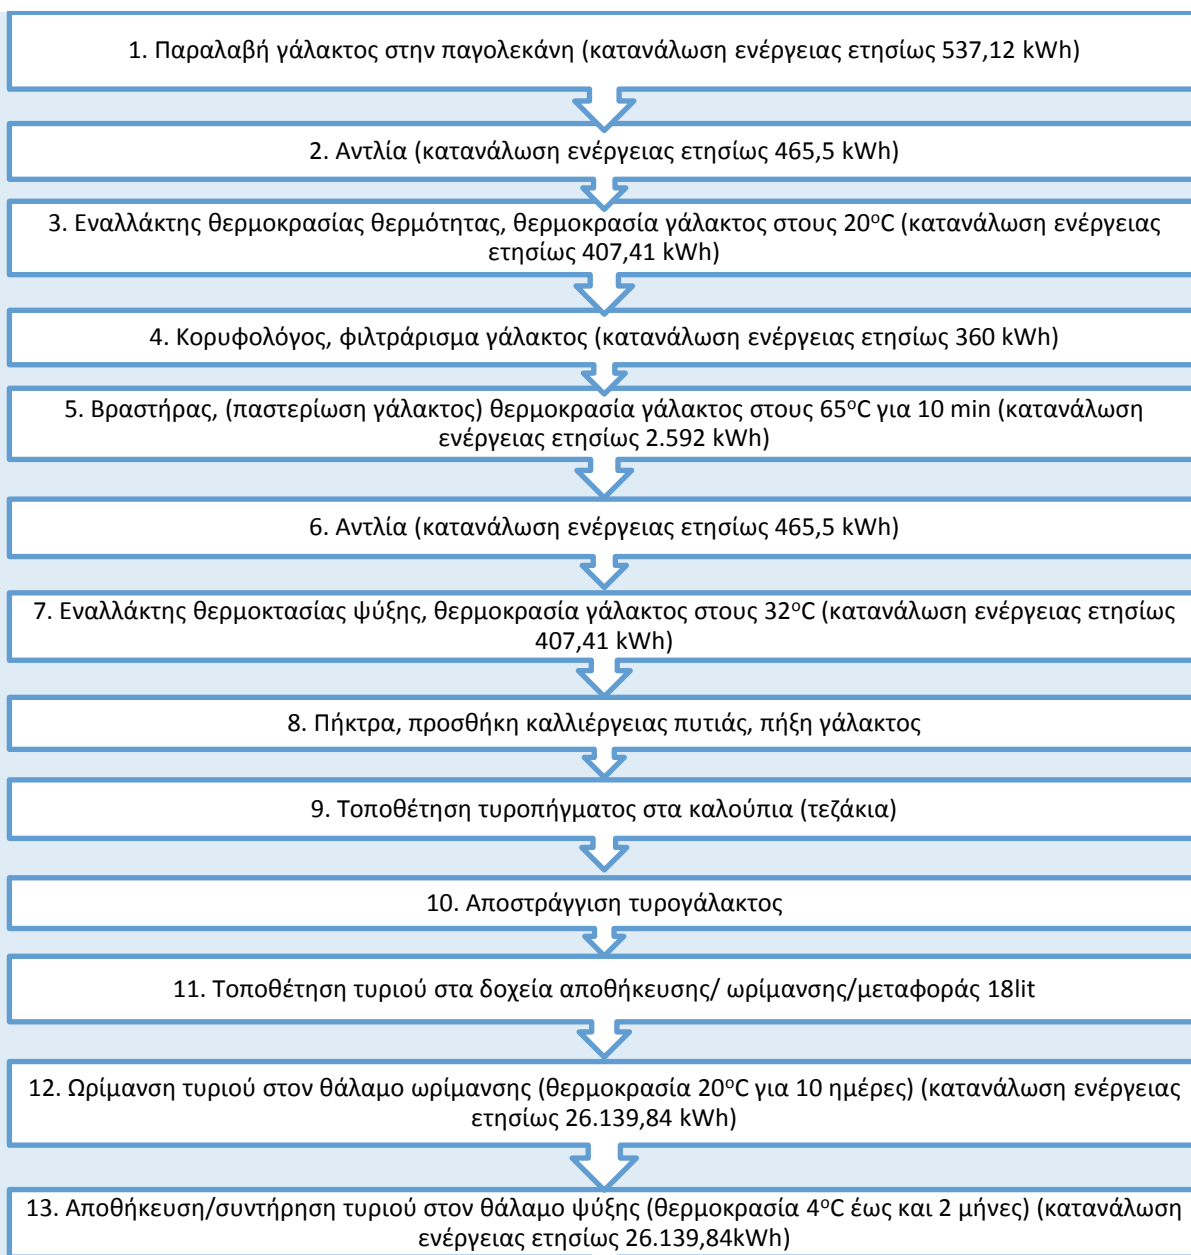 1. Παραλαβή γάλακτος στην παγολεκάνη (κατανάλωση ενέργειας ετησίως 537,12 kWh)
2. Αντλία (κατανάλωση ενέργειας ετησίως 465,5 kWh)
3. Εναλλάκτης θερμοκρασίας θερμότητας, θερμοκρασία γάλακτος στους 20°C (κατανάλωση ενέργειας
ετησίως 407,41 kWh)
4. Κορυφολόγος, φιλτράρισμα γάλακτος (κατανάλωση ενέργειας ετησίως 360 kWh)
5. Βραστήρας, (παστερίωση γάλακτος) θερμοκρασία γάλακτος στους 65°C για 10 min (κατανάλωση
ενέργειας ετησίως 2.592 kWh)
6. Αντλία (κατανάλωση ενέργειας ετησίως 465,5 kWh)
7. Εναλλάκτης θερμοκτασίας ψύξης, θερμοκρασία γάλακτος στους 32°C (κατανάλωση ενέργειας ετησίως
407,41 kWh)
8. Πήκτρα, προσθήκη καλλιέργειας πυτιάς, πήξη γάλακτος
9. Τοποθέτηση τυροπήγματος στα καλούπια (τεζάκια)
10. Αποστράγγιση τυρογάλακτος
11. Τοποθέτηση τυριού στα δοχεία αποθήκευσης/ ωρίμανσης/μεταφοράς 18lit
12. Ωρίμανση τυριού στον θάλαμο ωρίμανσης (θερμοκρασία 20°C για 10 ημέρες) (κατανάλωση ενέργειας
ετησίως 26.139,84 kWh)
13. Αποθήκευση/συντήρηση τυριού στον θάλαμο ψύξης (θερμοκρασία 4°C έως και 2 μήνες) (κατανάλωση
ενέργειας ετησίως 26.139,84kWh)